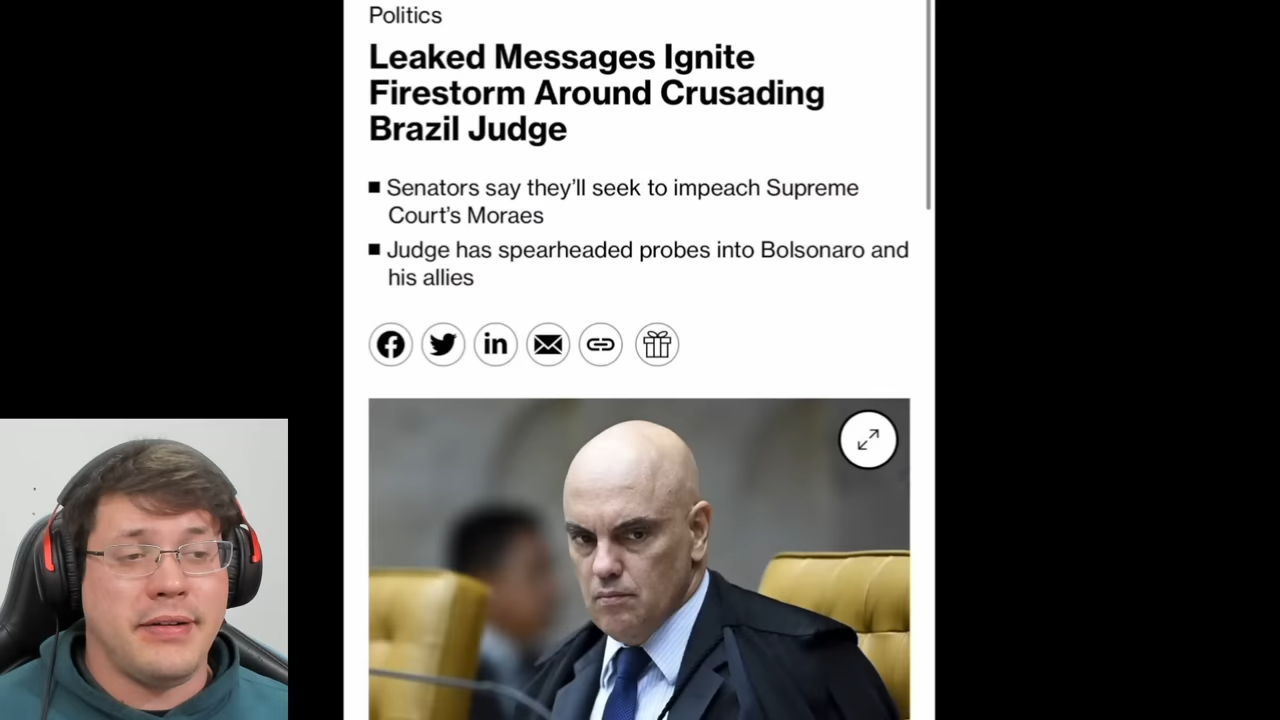 Politics
Leaked Messages Ignite
Firestorm Around Crusading
Brazil Judge
Senators say they'll seek to impeach Supreme
Court's Moraes
Judge has spearheaded probes into Bolsonaro and
his allies
in